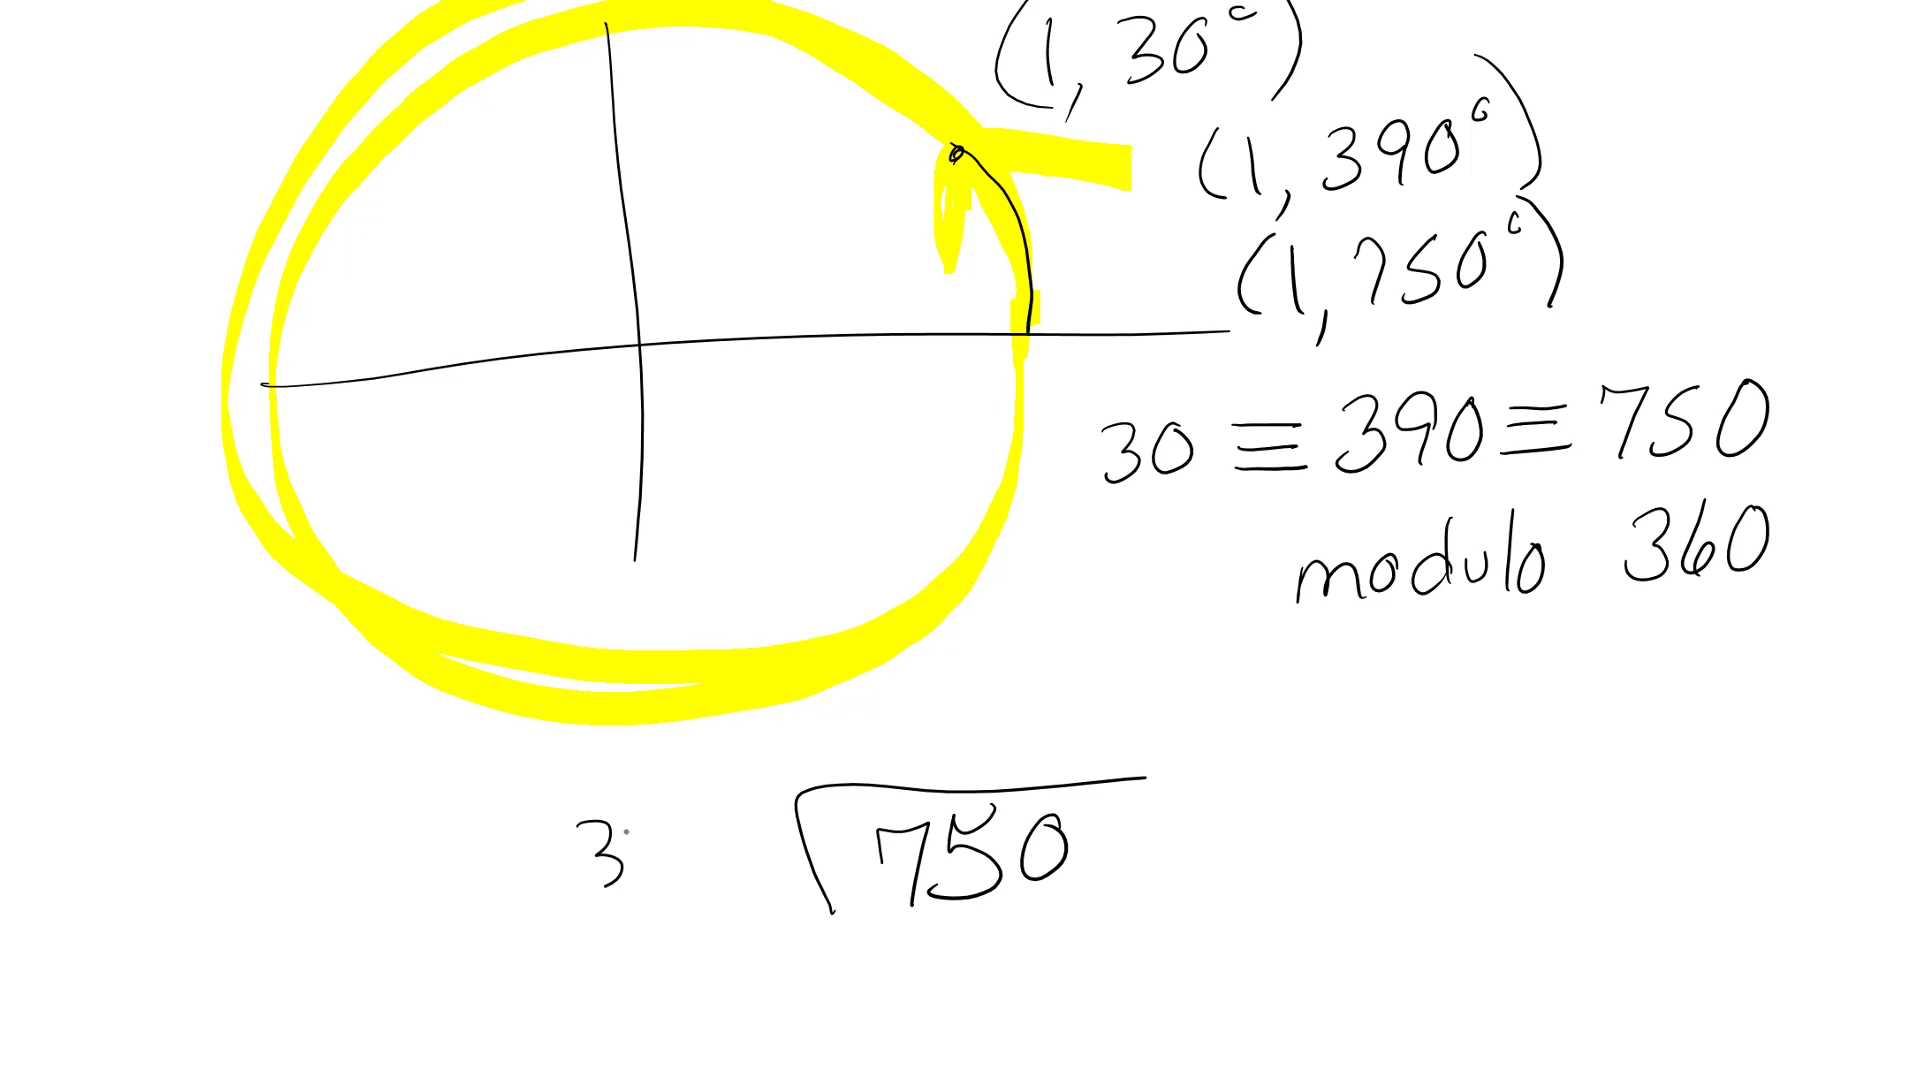 (1, 30°)
(1, 390°)
(1, 750°)
30 ≡ 390 ≡ 750
modulo 360
3 750